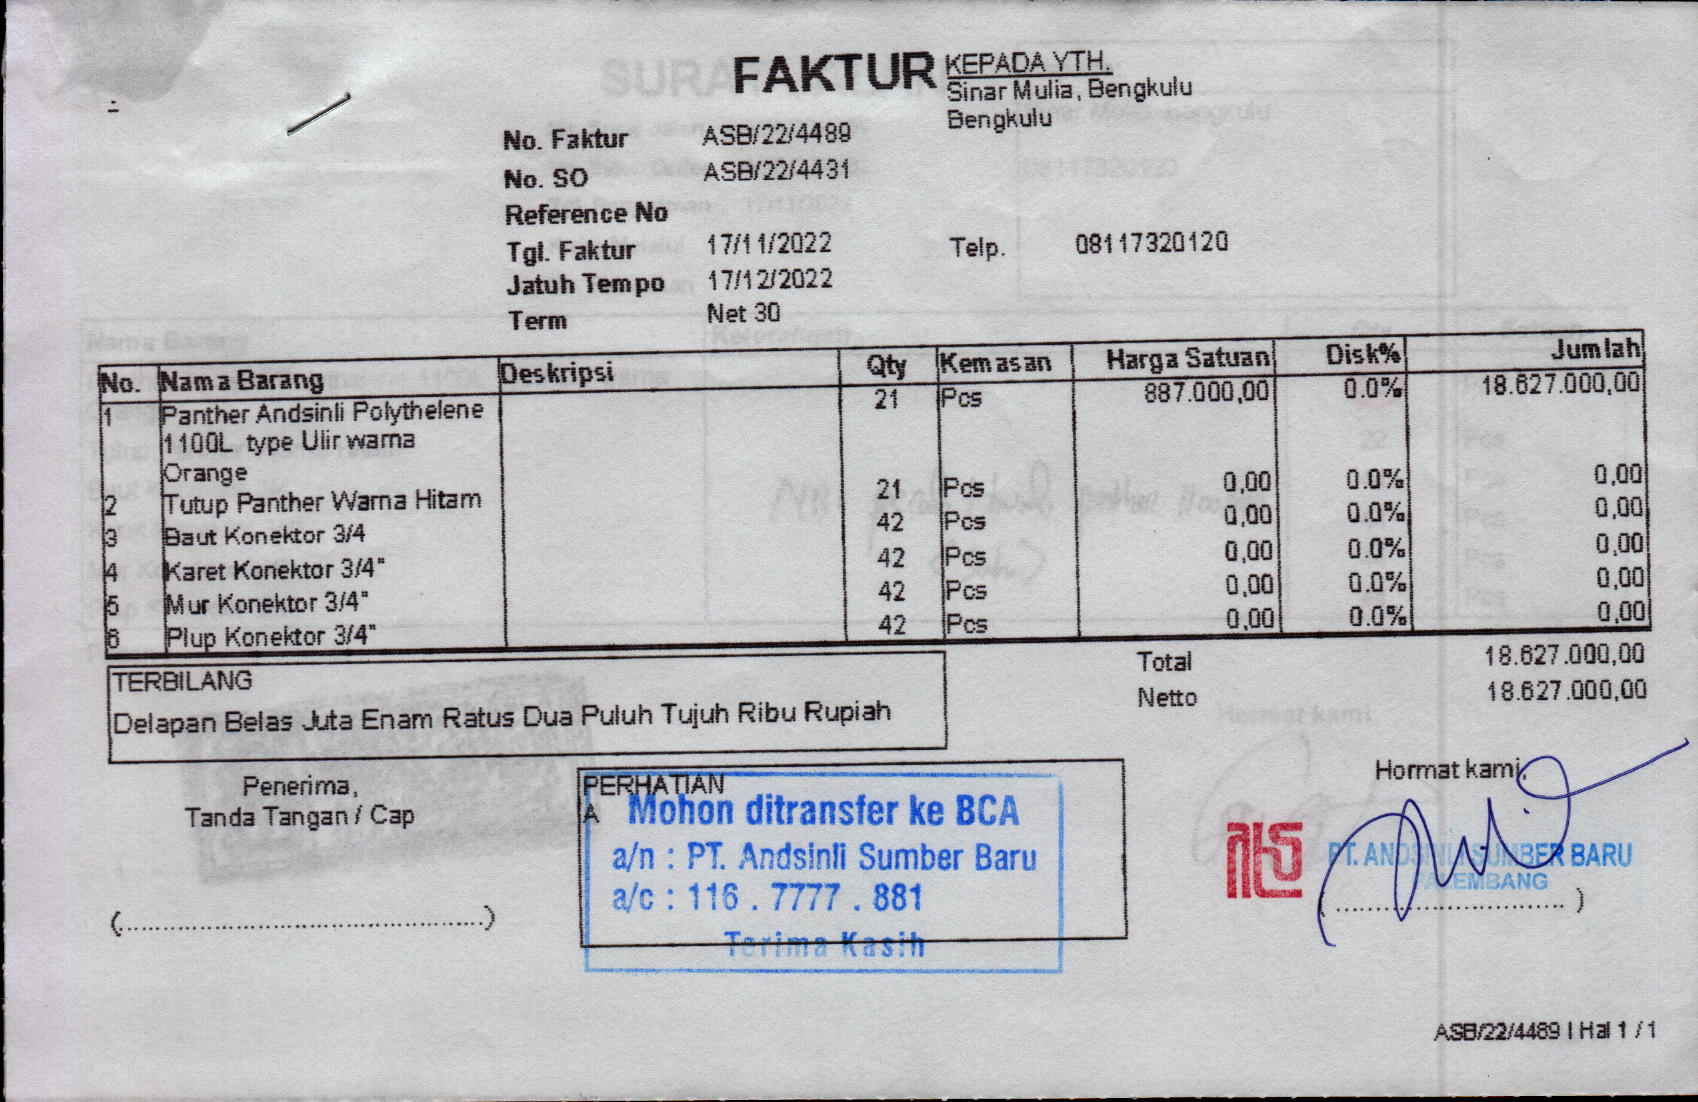 FAKTUR
KEPADA YTH.
Sinar Mulia, Bengkulu
Bengkulu
No. Faktur ASB/22/4489
No. SO ASB/22/4431
Reference No
Tgl. Faktur 17/11/2022 Telp. 08117320120
Jatuh Tempo 17/12/2022
Term Net 30
No. Nama Barang Deskripsi Qty Kemasan Harga Satuan Disk% Jumlah
1 Panther Andsinli Polythelene 21 Pcs 887.000,00 0.0% 18.627.000,00
1100L type Ulir warna
Orange
2 Tutup Panther Warna Hitam 21 Pcs 0,00 0.0% 0,00
3 Baut Konektor 3/4 42 Pcs 0,00 0.0% 0,00
4 Karet Konektor 3/4" 42 Pcs 0,00 0.0% 0,00
5 Mur Konektor 3/4" 42 Pcs 0,00 0.0% 0,00
6 Plup Konektor 3/4" 42 Pcs 0,00 0.0% 0,00
Total 18.627.000,00
Netto 18.627.000,00
TERBILANG
Delapan Belas Juta Enam Ratus Dua Puluh Tujuh Ribu Rupiah
Penerima,
Tanda Tangan / Cap
(................................................)
PERHATIAN
A
Mohon ditransfer ke BCA
a/n : PT. Andsinli Sumber Baru
a/c : 116 . 7777 . 881
Terima Kasih
Hormat kami,
PT. ANDSINLI SUMBER BARU
PALEMBANG
( .............................. )
ASB/22/4489 | Hal 1 / 1